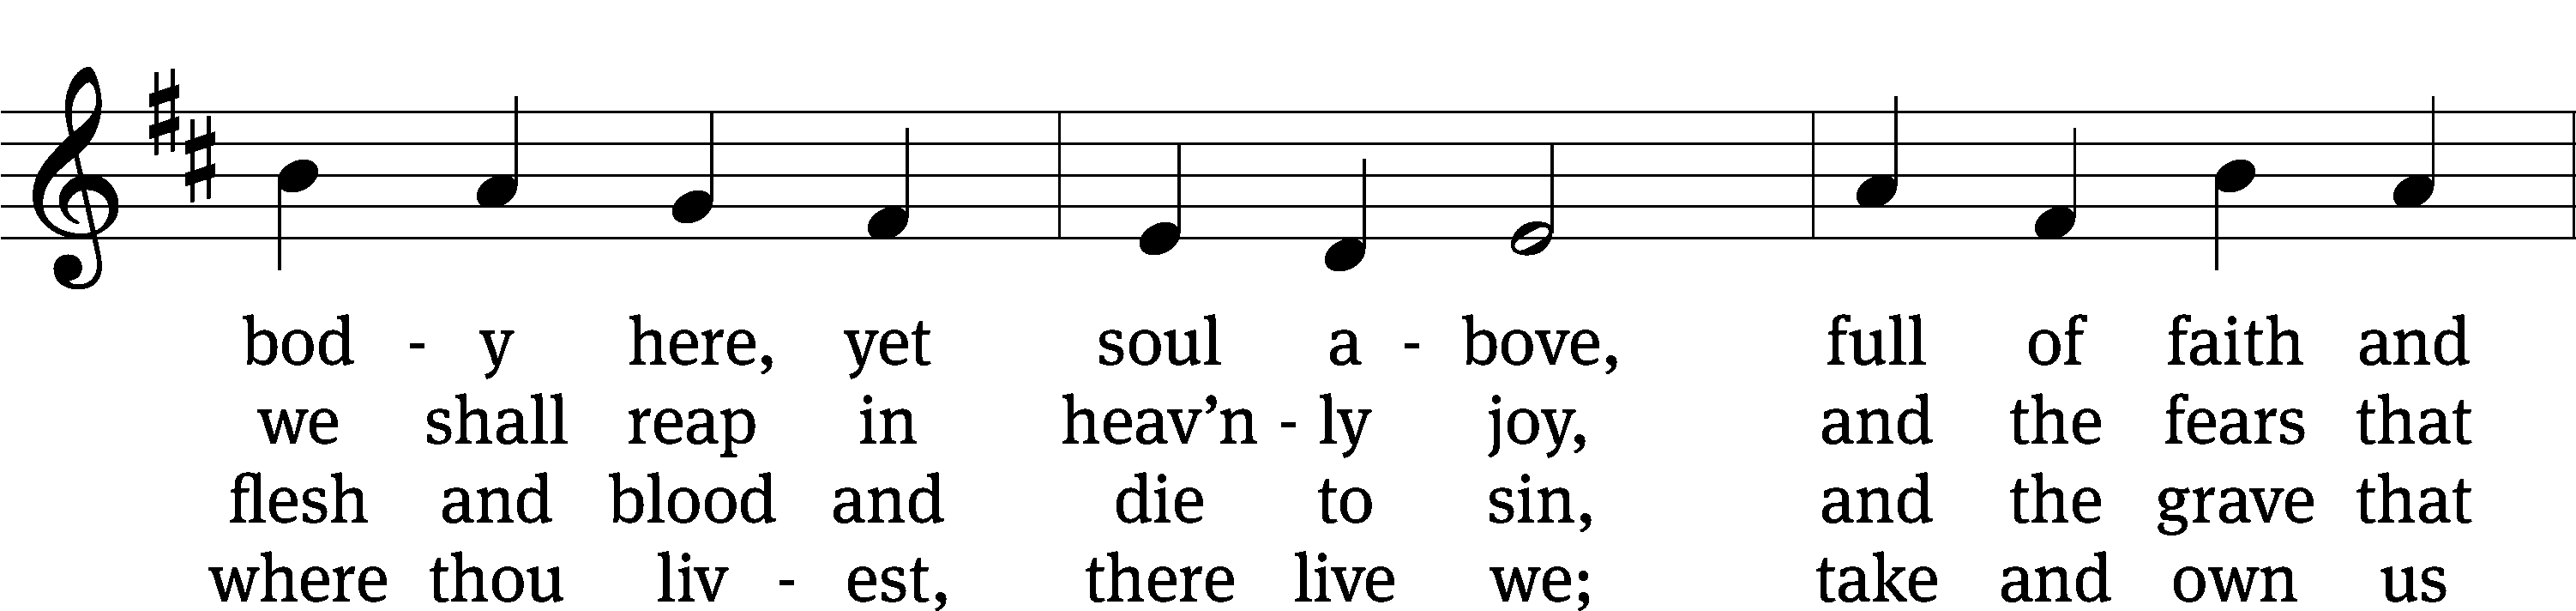 bod - y here, yet soul a - bove, full of faith and
we shall reap in heav’n - ly joy, and the fears that
flesh and blood and die to sin, and the grave that
where thou liv - est, there live we; take and own us